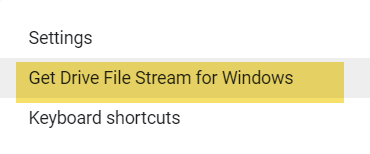 Settings
Get Drive File Stream for Windows
Keyboard shortcuts